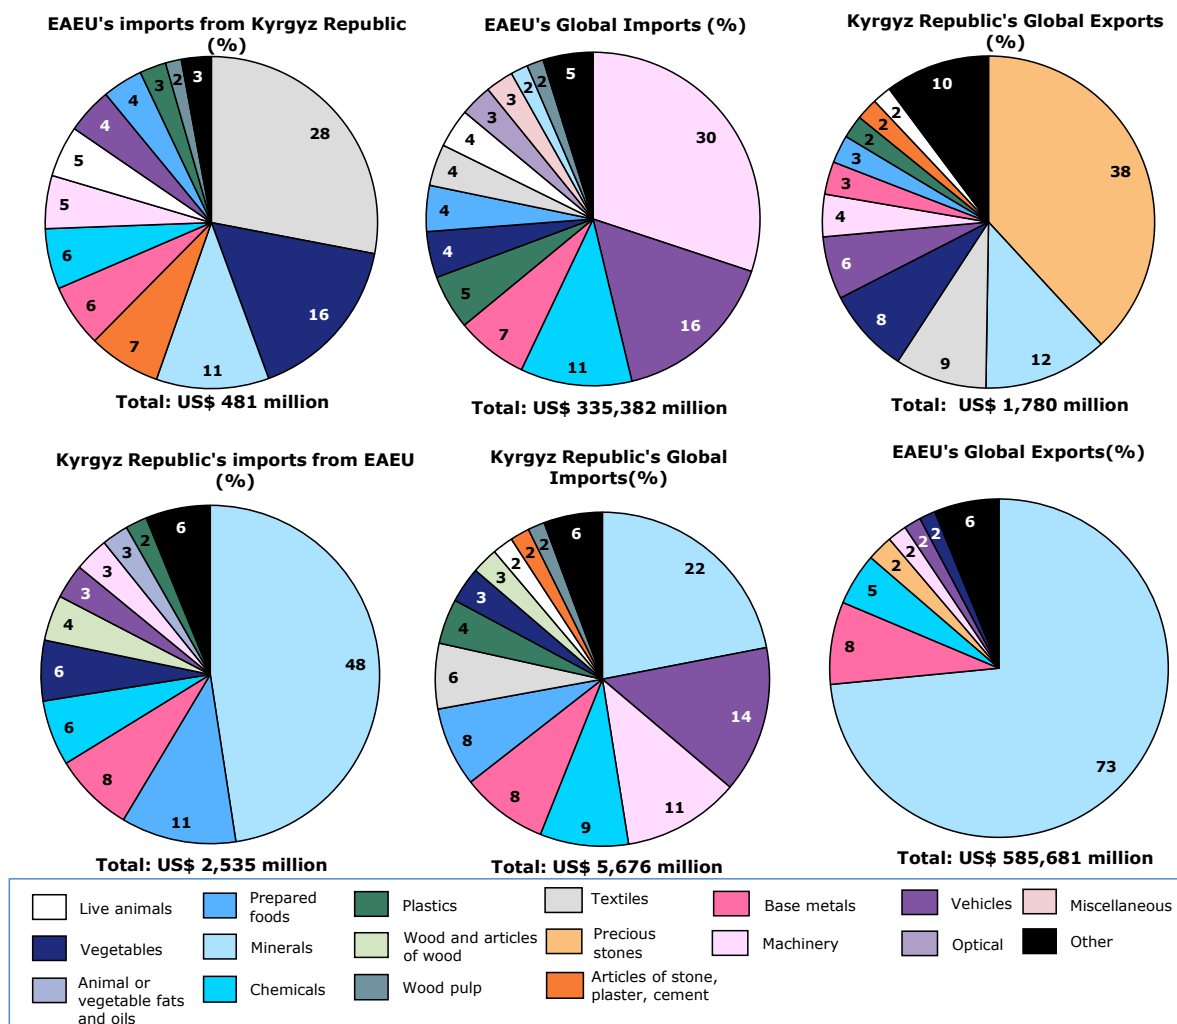 EAEU's imports from Kyrgyz Republic
(%)
3
2
3
4
4
5
5
6
6
7
11
16
28
Total: US$ 481 million
EAEU's Global Imports (%)
5
2
2
3
3
4
4
4
4
5
7
11
16
30
Total: US$ 335,382 million
Kyrgyz Republic's Global Exports
(%)
10
2
2
2
3
3
4
6
8
9
12
38
Total:  US$ 1,780 million
Kyrgyz Republic's imports from EAEU
(%)
6
2
3
3
3
4
6
6
8
11
48
Total: US$ 2,535 million
Kyrgyz Republic's Global
Imports(%)
6
2
2
2
3
3
4
6
8
8
9
11
14
22
Total: US$ 5,676 million
EAEU's Global Exports(%)
6
2
2
2
2
5
8
73
Total: US$ 585,681 million
Live animals
Prepared
foods
Plastics
Textiles
Base metals
Vehicles
Miscellaneous
Vegetables
Minerals
Wood and articles
of wood
Precious
stones
Machinery
Optical
Other
Animal or
vegetable fats
and oils
Chemicals
Wood pulp
Articles of stone,
plaster, cement